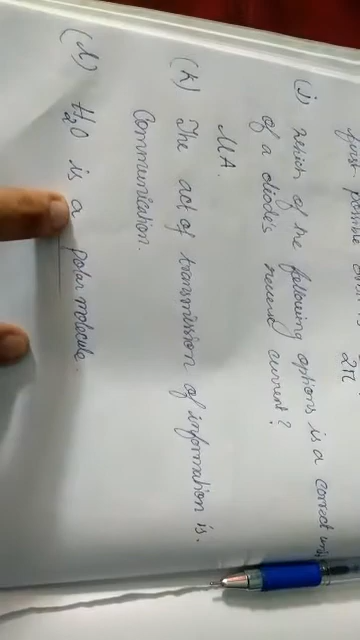 2π
(j) Which of the following options is a correct unit
of a diode's reverse current?
MA.
(k) The act of transmission of information is.
Communication.
(l) H2O is a polar molecule.